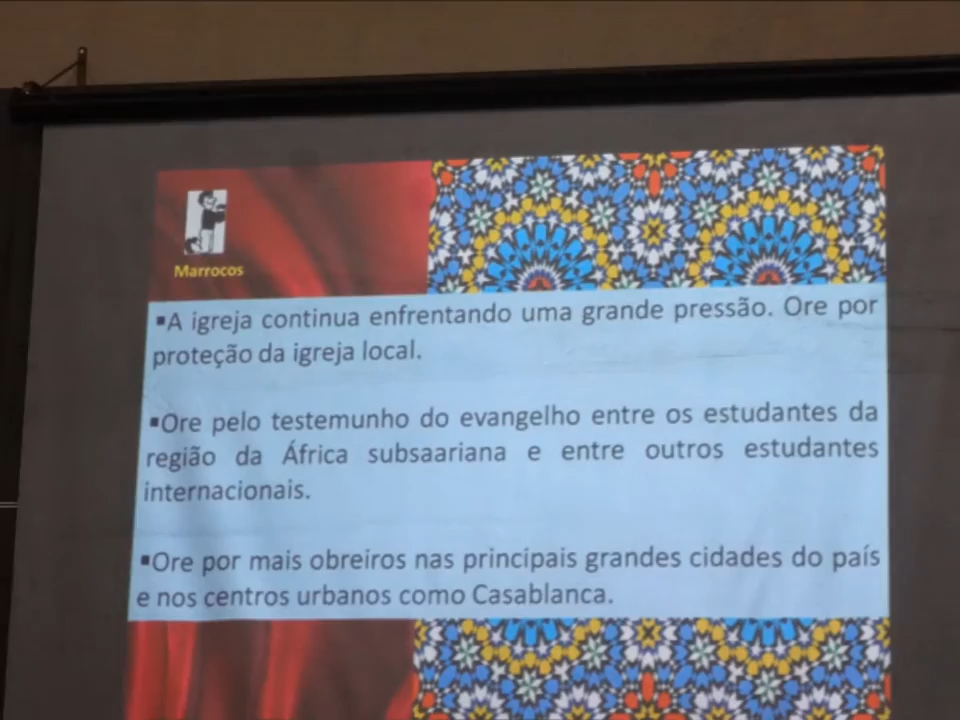 Marrocos
▪A igreja continua enfrentando uma grande pressão. Ore por
proteção da igreja local.
▪Ore pelo testemunho do evangelho entre os estudantes da
região da África subsaariana e entre outros estudantes
internacionais.
▪Ore por mais obreiros nas principais grandes cidades do país
e nos centros urbanos como Casablanca.